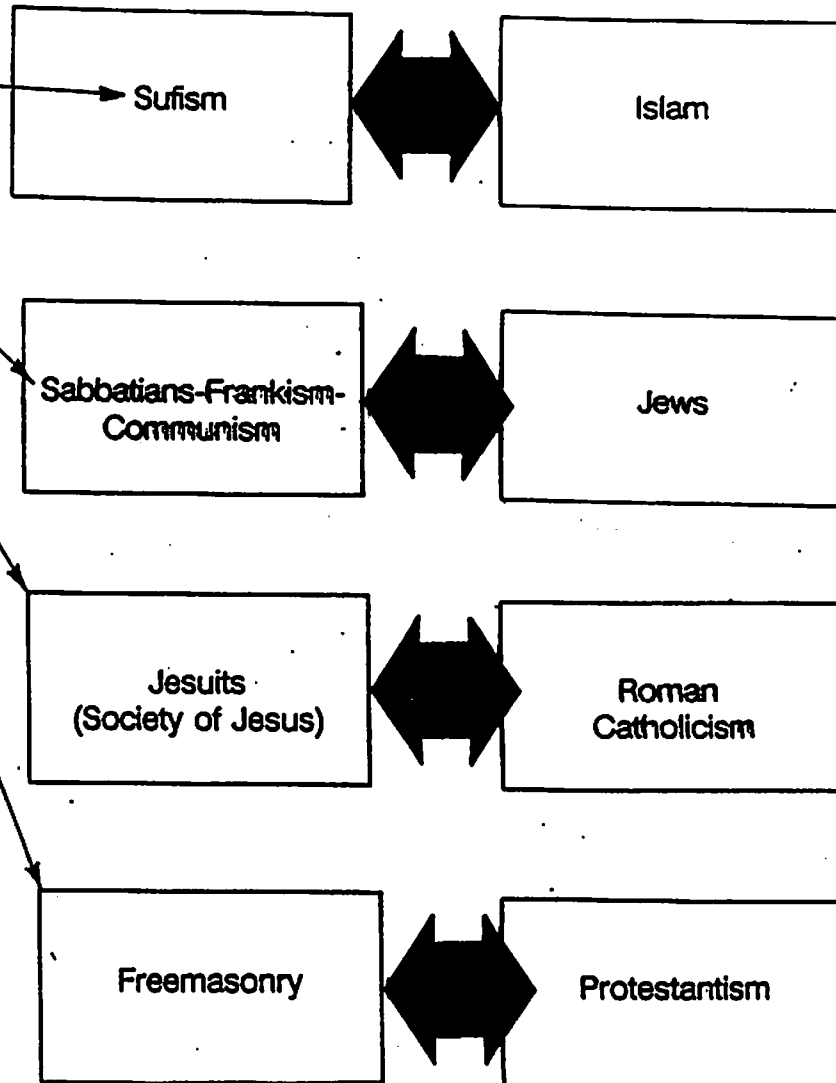 Sufism
Islam
Sabbatians-Frankism-
Communism
Jews
Jesuits
(Society of Jesus)
Roman
Catholicism
Freemasonry
Protestantism